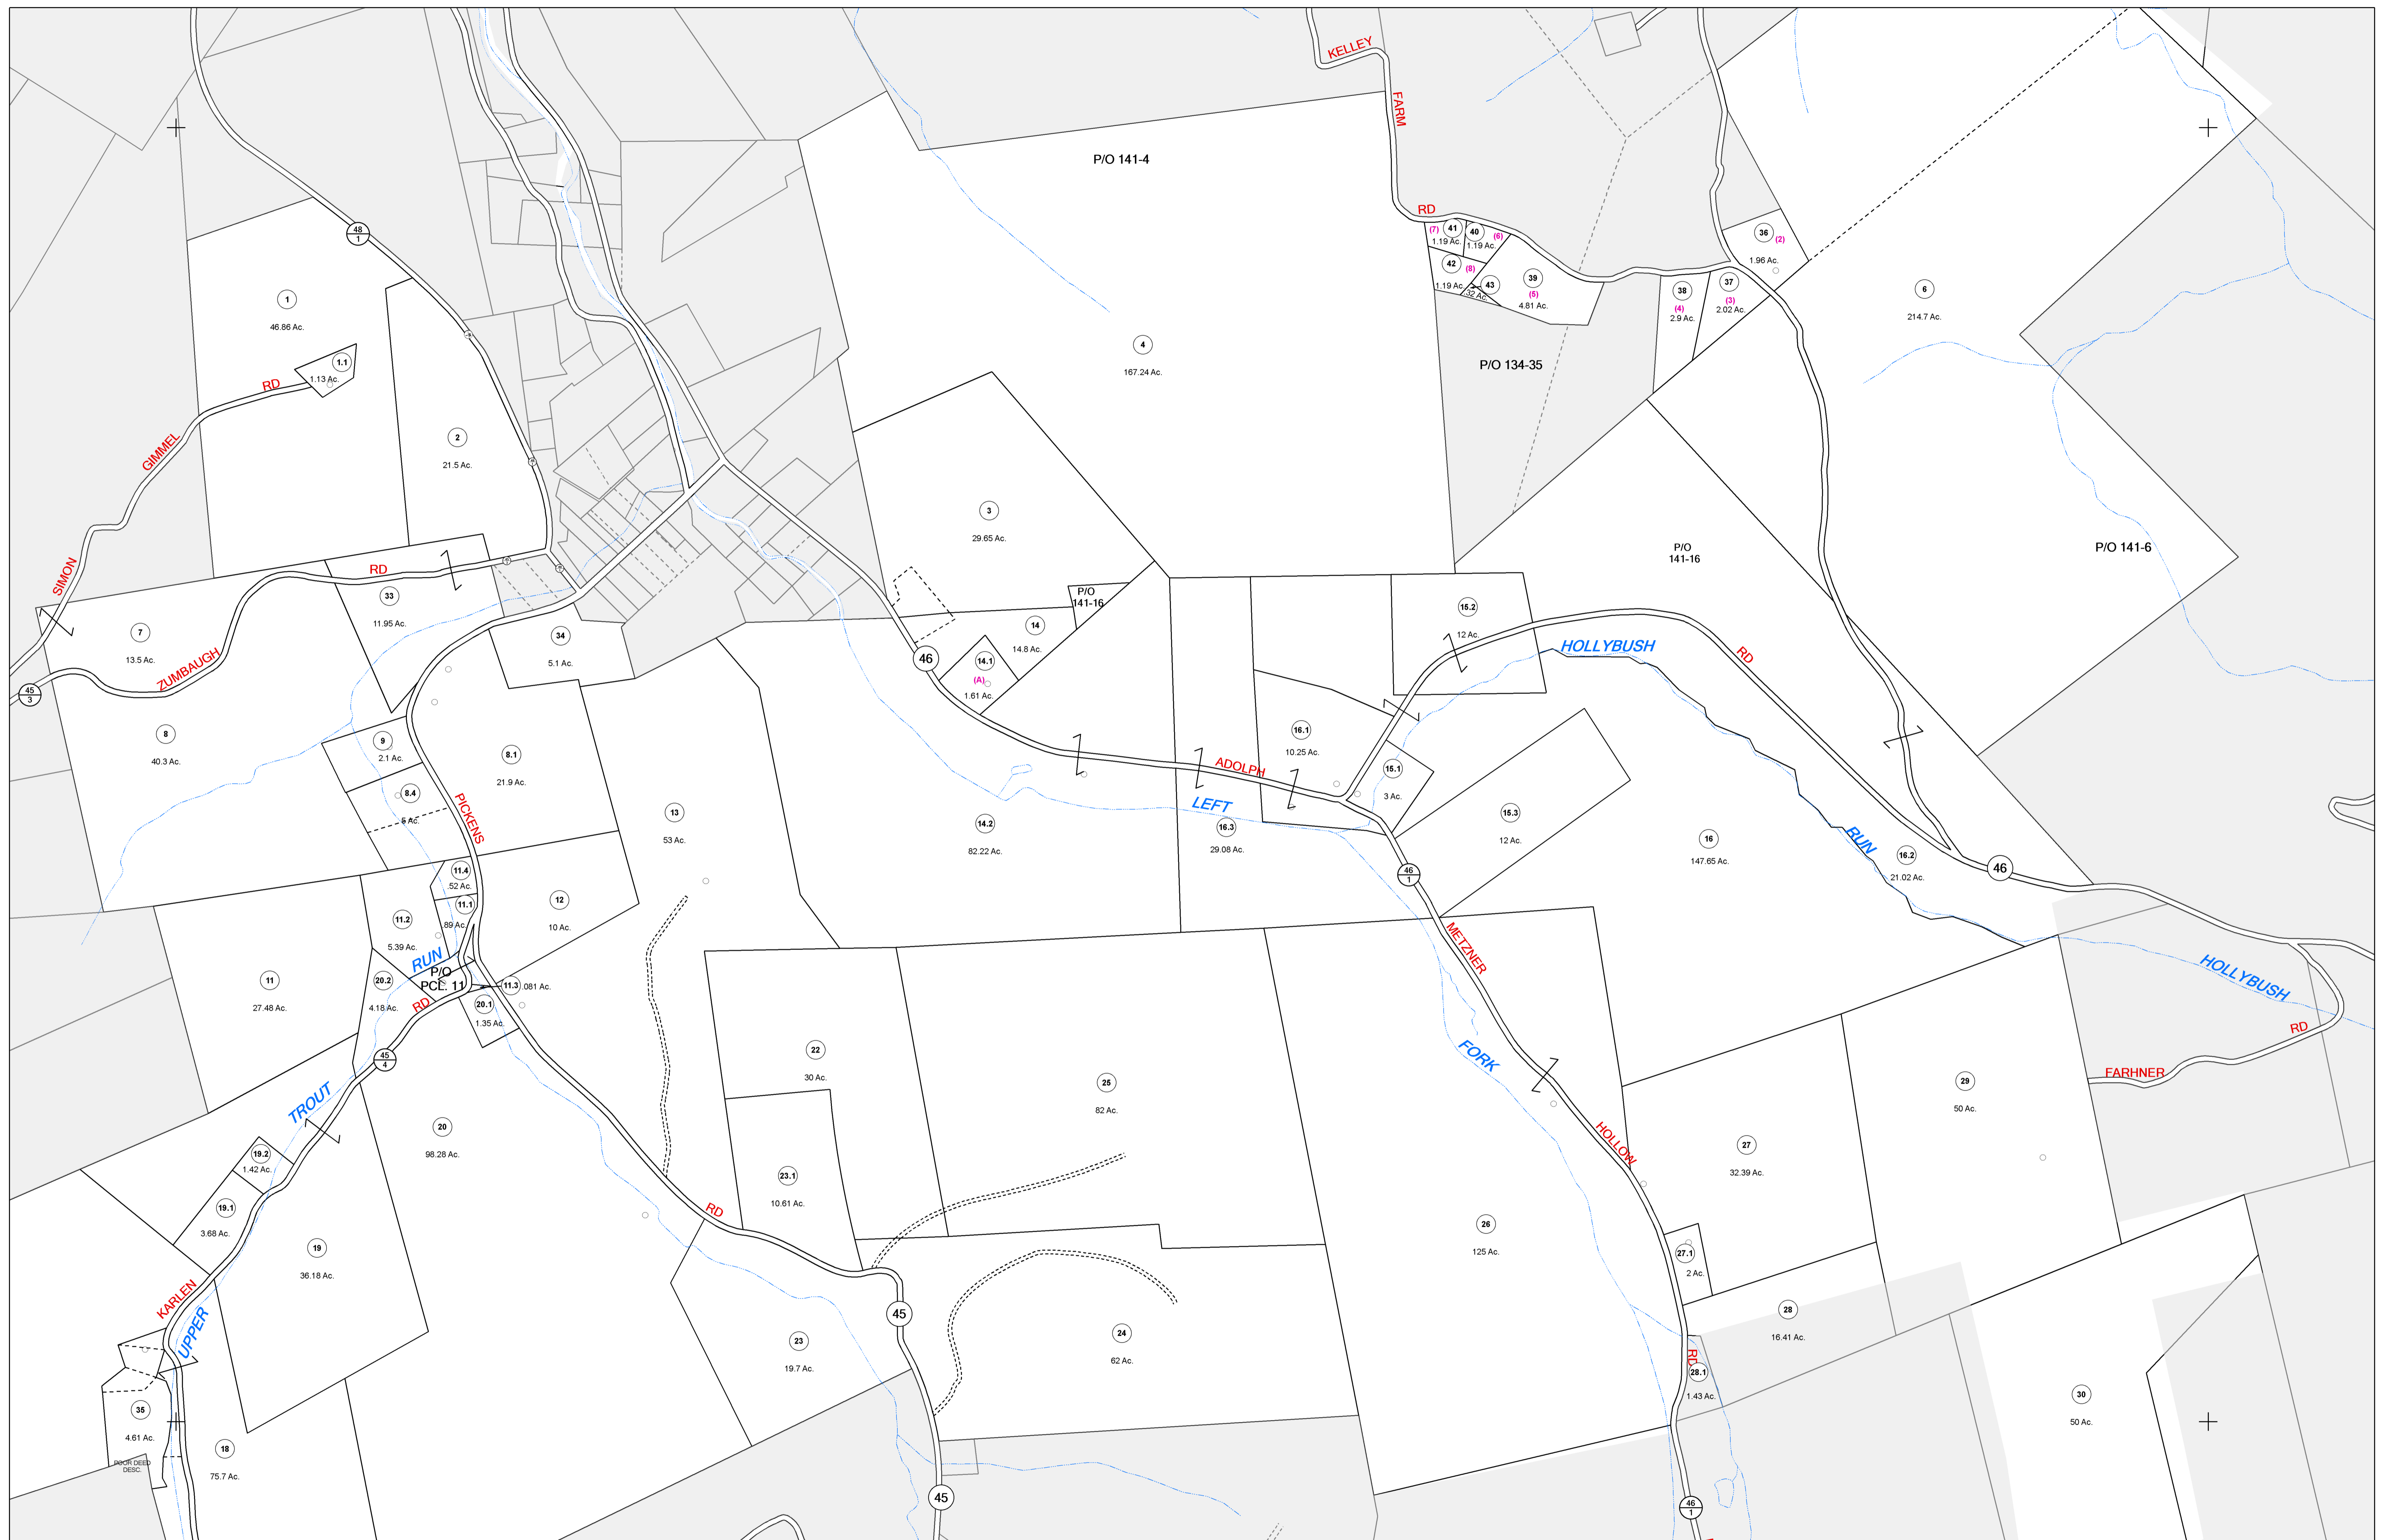 KELLEY
FARM
RD
P/O 141-4
48
1
1
46.86 Ac.
1.1
1.13 Ac.
RD
GIMMEL
SIMON
2
21.5 Ac.
4
167.24 Ac.
(7)
41
1.19 Ac.
40
(6)
1.19 Ac.
42
(8)
1.19 Ac.
43
.32 Ac.
39
(5)
4.81 Ac.
38
(4)
2.9 Ac.
37
(3)
2.02 Ac.
36
(2)
1.96 Ac.
6
214.7 Ac.
P/O 134-35
3
29.65 Ac.
P/O
141-16
P/O 141-6
RD
33
11.95 Ac.
7
13.5 Ac.
ZUMBAUGH
45
3
34
5.1 Ac.
P/O
141-16
14
14.8 Ac.
14.1
(A)
1.61 Ac.
46
15.2
12 Ac.
HOLLYBUSH
RD
8
40.3 Ac.
9
2.1 Ac.
8.1
21.9 Ac.
8.4
5 Ac.
PICKENS
13
53 Ac.
14.2
82.22 Ac.
ADOLPH
LEFT
16.3
29.08 Ac.
16.1
10.25 Ac.
15.1
3 Ac.
15.3
12 Ac.
16
147.65 Ac.
RUN
16.2
21.02 Ac.
46
46
1
11.4
.52 Ac.
11.1
.89 Ac.
11.2
5.39 Ac.
12
10 Ac.
RUN
P/O
PCL. 11
11.3
.081 Ac.
20.2
4.18 Ac.
RD
20.1
1.35 Ac.
11
27.48 Ac.
45
4
METZNER
HOLLYBUSH
RD
FARHNER
FORK
TROUT
22
30 Ac.
25
82 Ac.
29
50 Ac.
20
98.28 Ac.
19.2
1.42 Ac.
19.1
3.68 Ac.
23.1
10.61 Ac.
HOLLOW
27
32.39 Ac.
RD
19
36.18 Ac.
26
125 Ac.
27.1
2 Ac.
KARLEN
UPPER
45
23
19.7 Ac.
24
62 Ac.
28
16.41 Ac.
RD
28.1
1.43 Ac.
30
50 Ac.
35
4.61 Ac.
POOR DEED
DESC.
18
75.7 Ac.
45
46
1